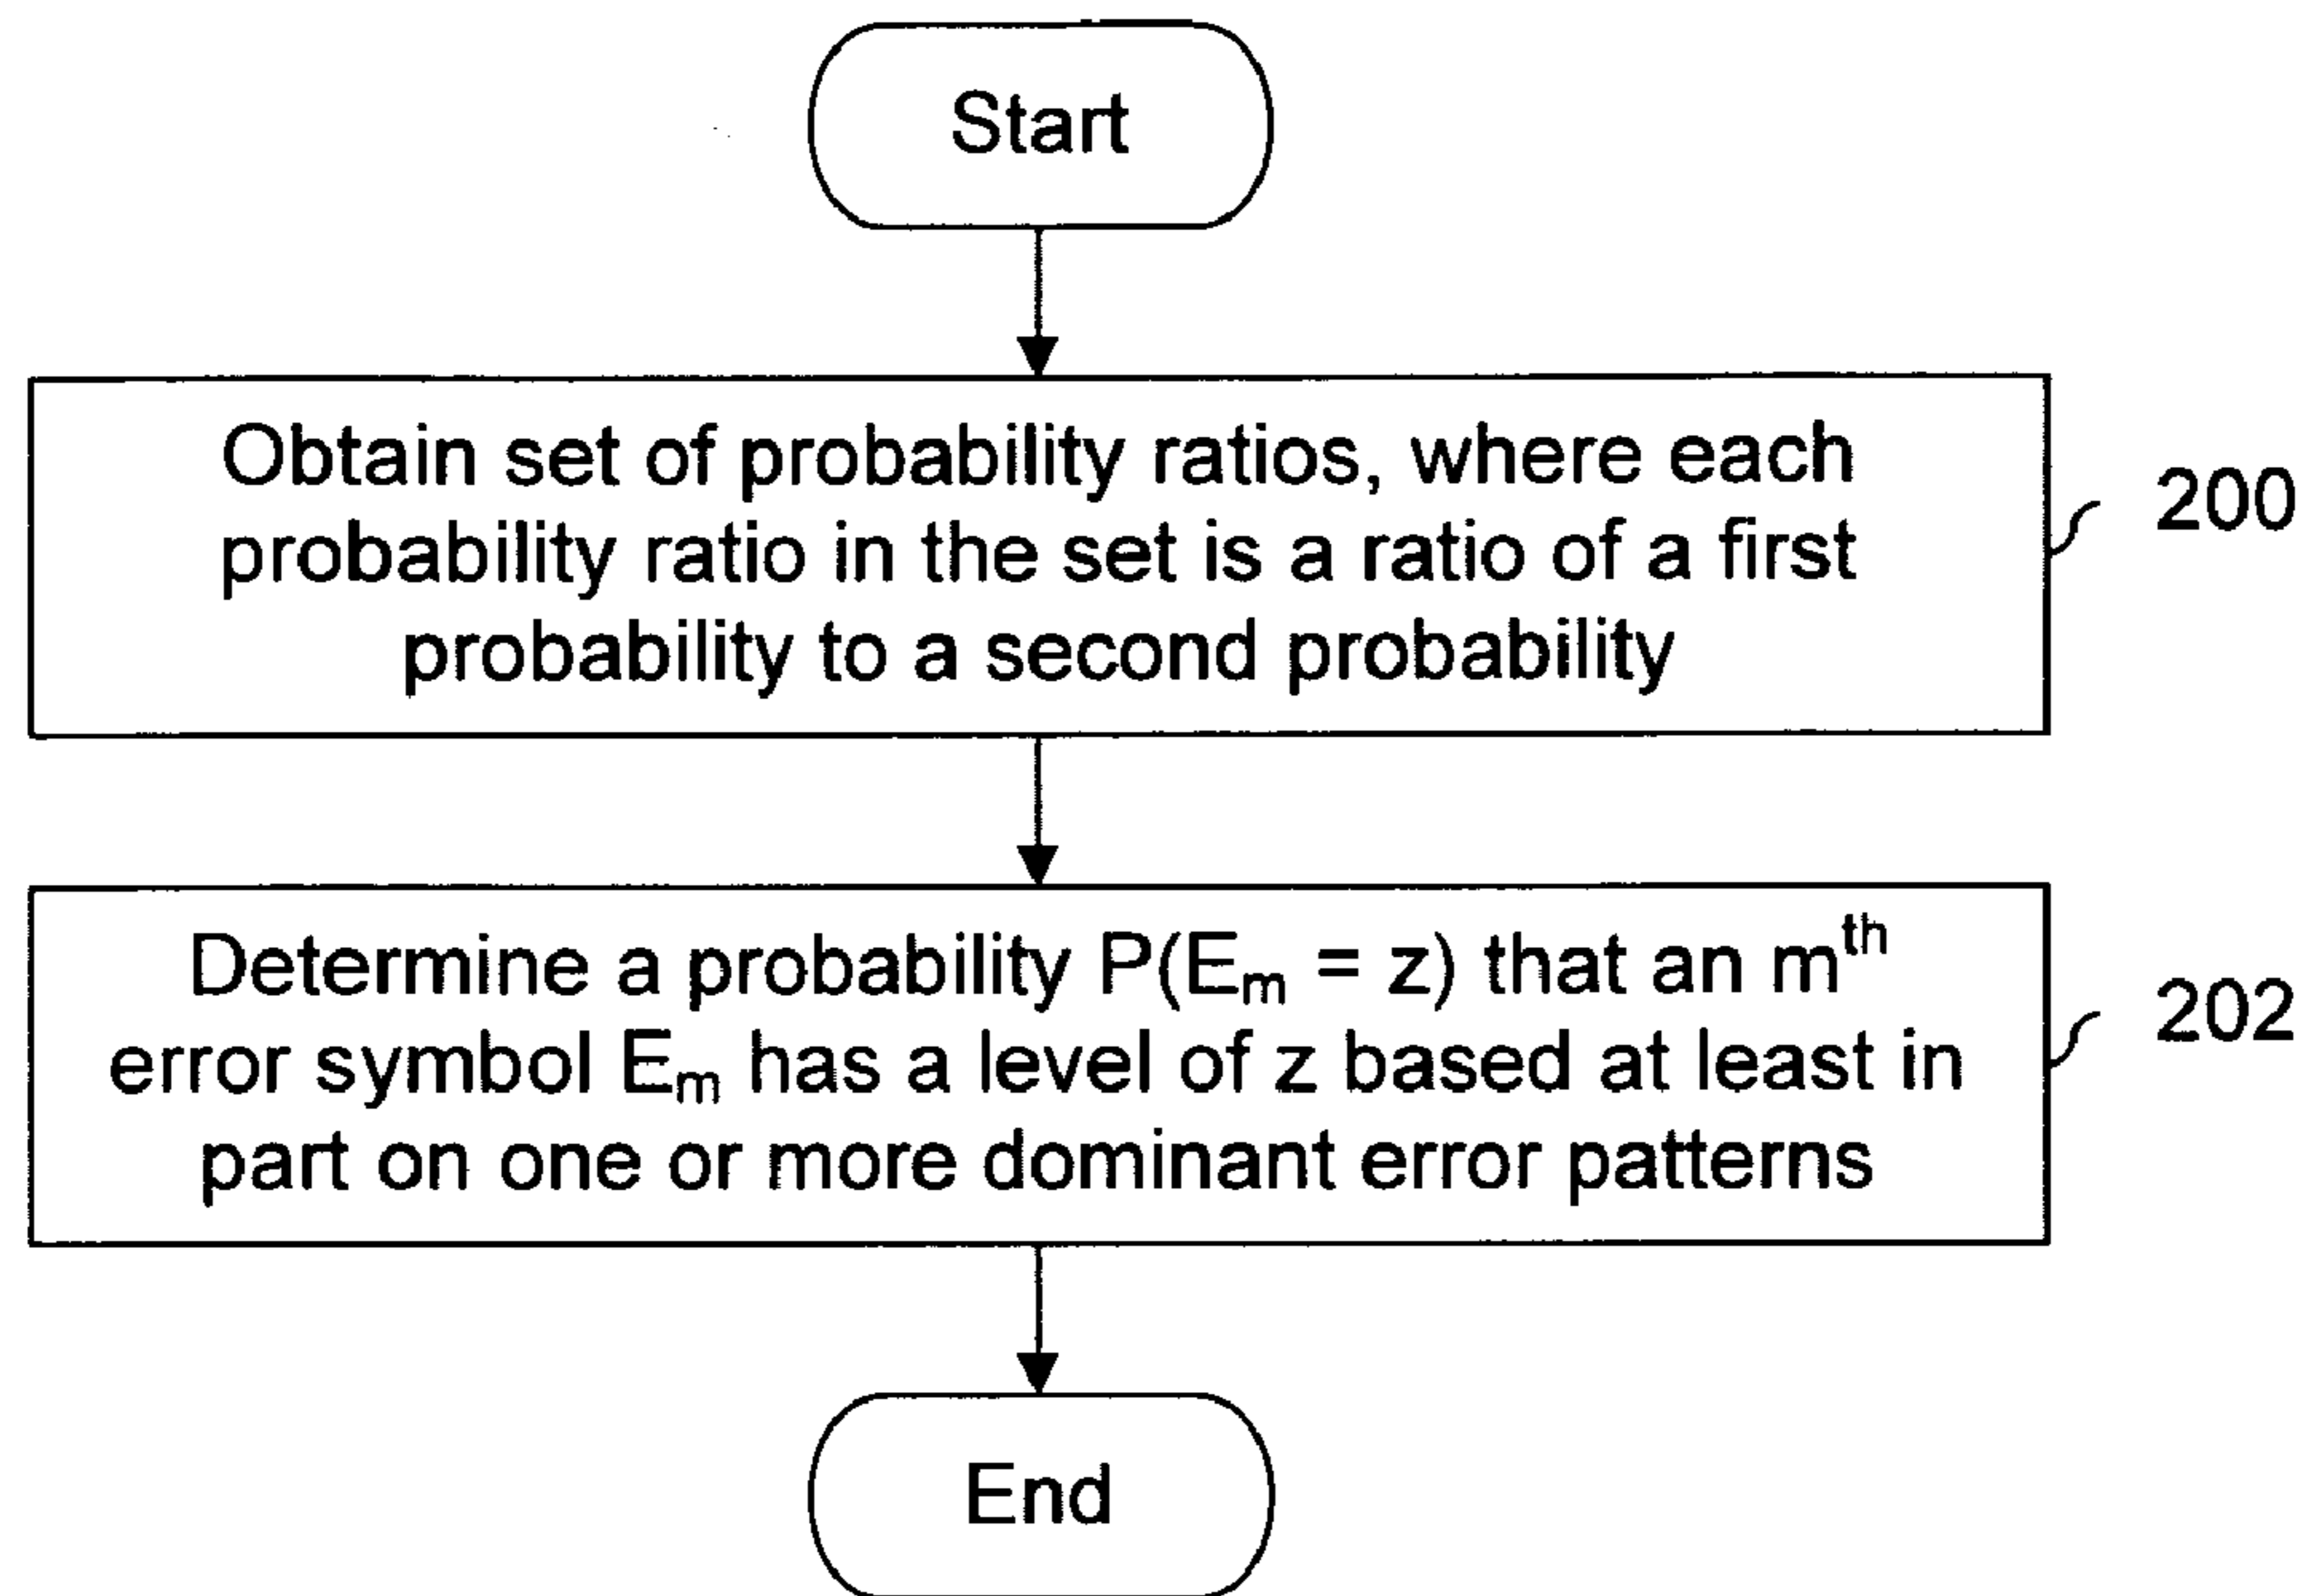 Start
Obtain set of probability ratios, where each
probability ratio in the set is a ratio of a first
probability to a second probability
200
Determine a probability P(Eₘ = z) that an mᵗʰ
error symbol Eₘ has a level of z based at least in
part on one or more dominant error patterns
202
End